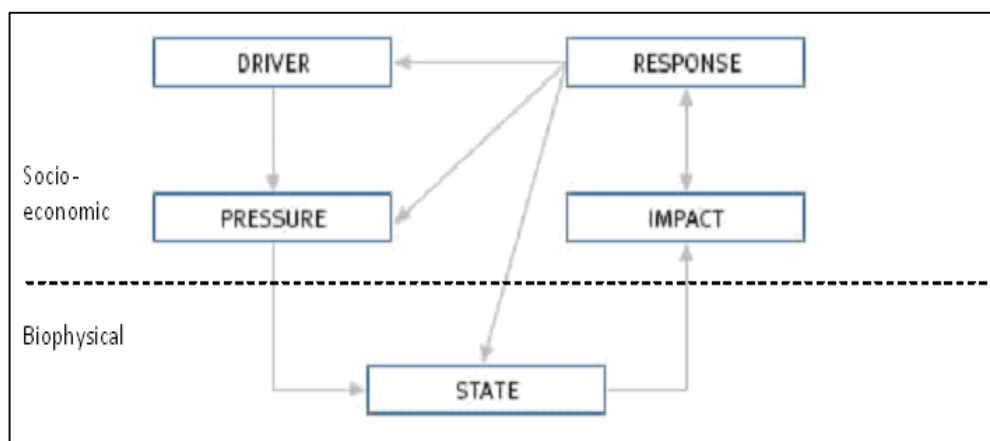 DRIVER
RESPONSE
Socio-
economic
PRESSURE
IMPACT
Biophysical
STATE